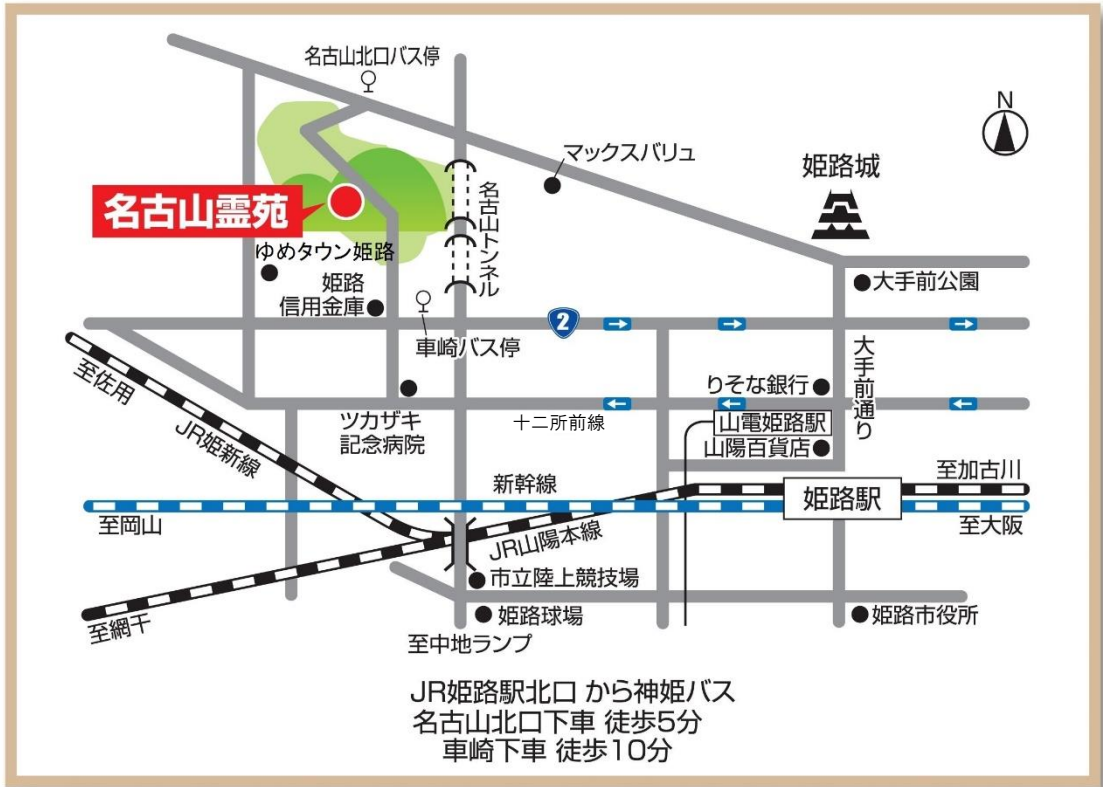 名古山北口バス停
N
マックスバリュ
姫路城
名古山霊苑
名古山トンネル
ゆめタウン姫路
姫路
信用金庫
大手前公園
車崎バス停
2
大手前通り
りそな銀行
至佐用
JR姫新線
ツカザキ
記念病院
十二所前線
山電姫路駅
山陽百貨店
至加古川
新幹線
姫路駅
至岡山
至大阪
JR山陽本線
市立陸上競技場
至網干
姫路球場
姫路市役所
至中地ランプ
JR姫路駅北口 から神姫バス
名古山北口下車 徒歩5分
車崎下車 徒歩10分